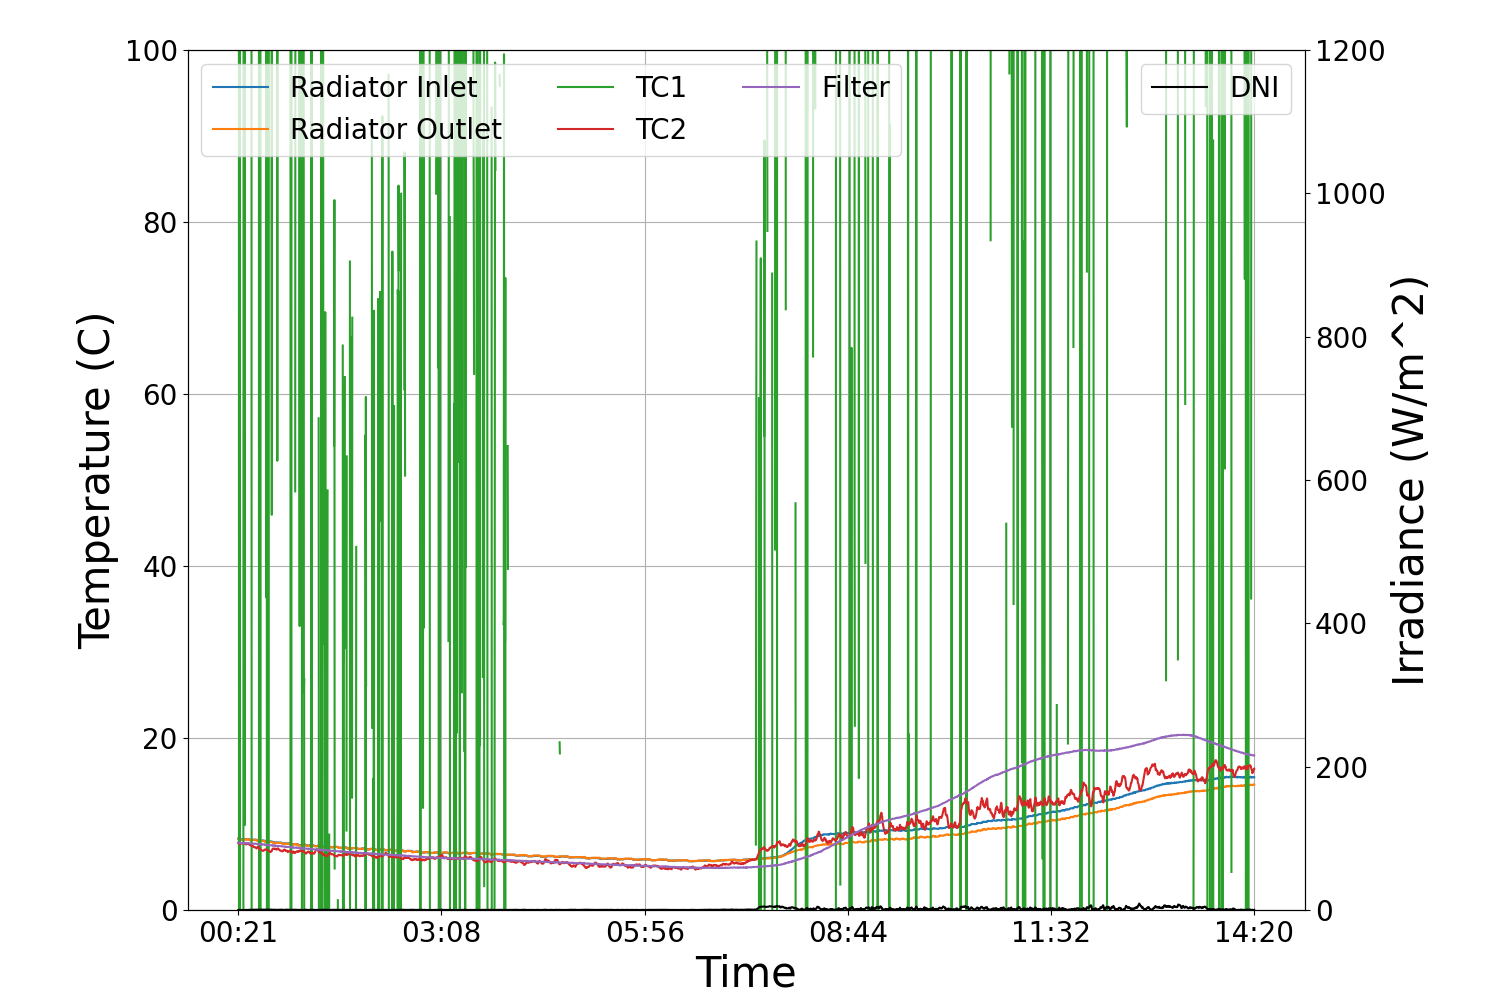 100
80
60
40
20
0
Temperature (C)
Radiator Inlet
Radiator Outlet
TC1
TC2
Filter
DNI
1200
1000
800
600
400
200
0
Irradiance (W/m^2)
00:21
03:08
05:56
08:44
11:32
14:20
Time